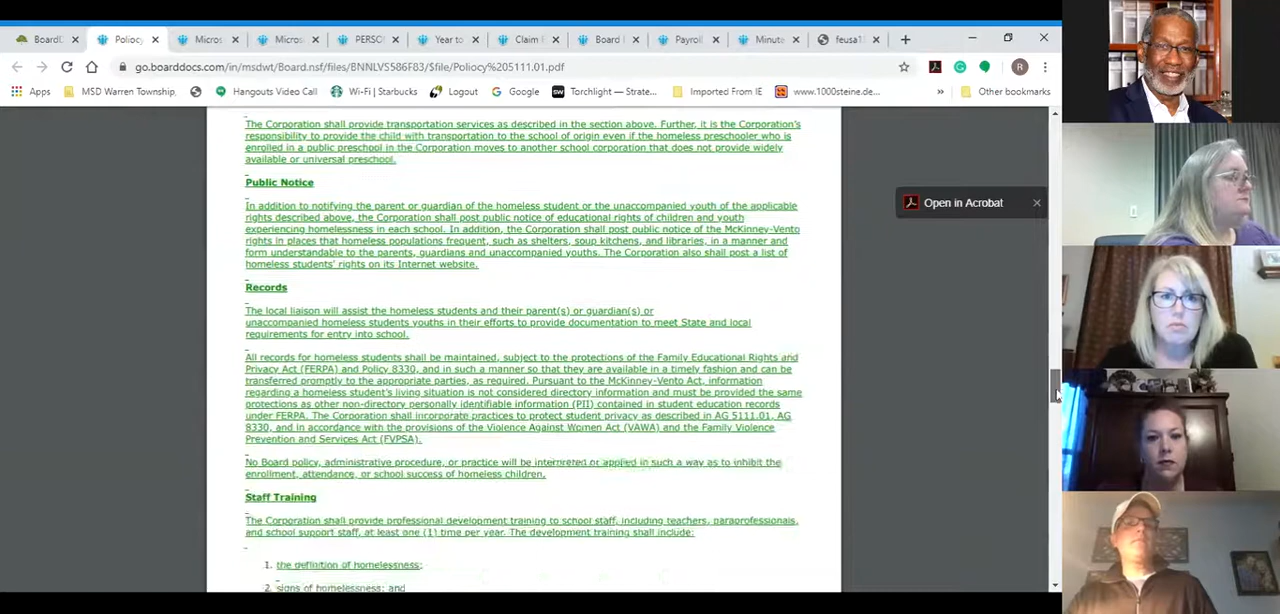 BoardD
Polioc
Micros
Micros
PERSO
Year to
Claim
Board
Payroll
Minute
feusa1
go.boarddocs.com/in/msdwt/Board.nsf/files/BNNLVS586F83/$file/Poliocy%205111.01.pdf
R
Apps
MSD Warren Township,
Hangouts Video Call
Wi-Fi | Starbucks
Logout
Google
SW
Torchlight — Strate...
Imported From IE
www.1000steine.de...
»
Other bookmarks
The Corporation shall provide transportation services as described in the section above. Further, it is the Corporation's
responsibility to provide the child with transportation to the school of origin even if the homeless preschooler who is
enrolled in a public preschool in the Corporation moves to another school corporation that does not provide widely
available or universal preschool.
Public Notice
In addition to notifying the parent or guardian of the homeless student or the unaccompanied youth of the applicable
rights described above, the Corporation shall post public notice of educational rights of children and youth
experiencing homelessness in each school. In addition, the Corporation shall post public notice of the McKinney-Vento
rights in places that homeless populations frequent, such as shelters, soup kitchens, and libraries, in a manner and
form understandable to the parents, guardians and unaccompanied youths. The Corporation also shall post a list of
homeless students' rights on its Internet website.
Records
The local liaison will assist the homeless students and their parent(s) or guardian(s) or
unaccompanied homeless students youths in their efforts to provide documentation to meet State and local
requirements for entry into school.
All records for homeless students shall be maintained, subject to the protections of the Family Educational Rights and
Privacy Act (FERPA) and Policy 8330, and in such a manner so that they are available in a timely fashion and can be
transferred promptly to the appropriate parties, as required. Pursuant to the McKinney-Vento Act, information
regarding a homeless student's living situation is not considered directory information and must be provided the same
protections as other non-directory personally identifiable information (PII) contained in student education records
under FERPA. The Corporation shall incorporate practices to protect student privacy as described in AG 5111.01, AG
8330, and in accordance with the provisions of the Violence Against Women Act (VAWA) and the Family Violence
Prevention and Services Act (FVPSA).
No Board policy, administrative procedure, or practice will be interpreted or applied in such a way as to inhibit the
enrollment, attendance, or school success of homeless children.
Staff Training
The Corporation shall provide professional development training to school staff, including teachers, paraprofessionals,
and school support staff, at least one (1) time per year. The development training shall include:
1. the definition of homelessness;
2. signs of homelessness; and
Open in Acrobat